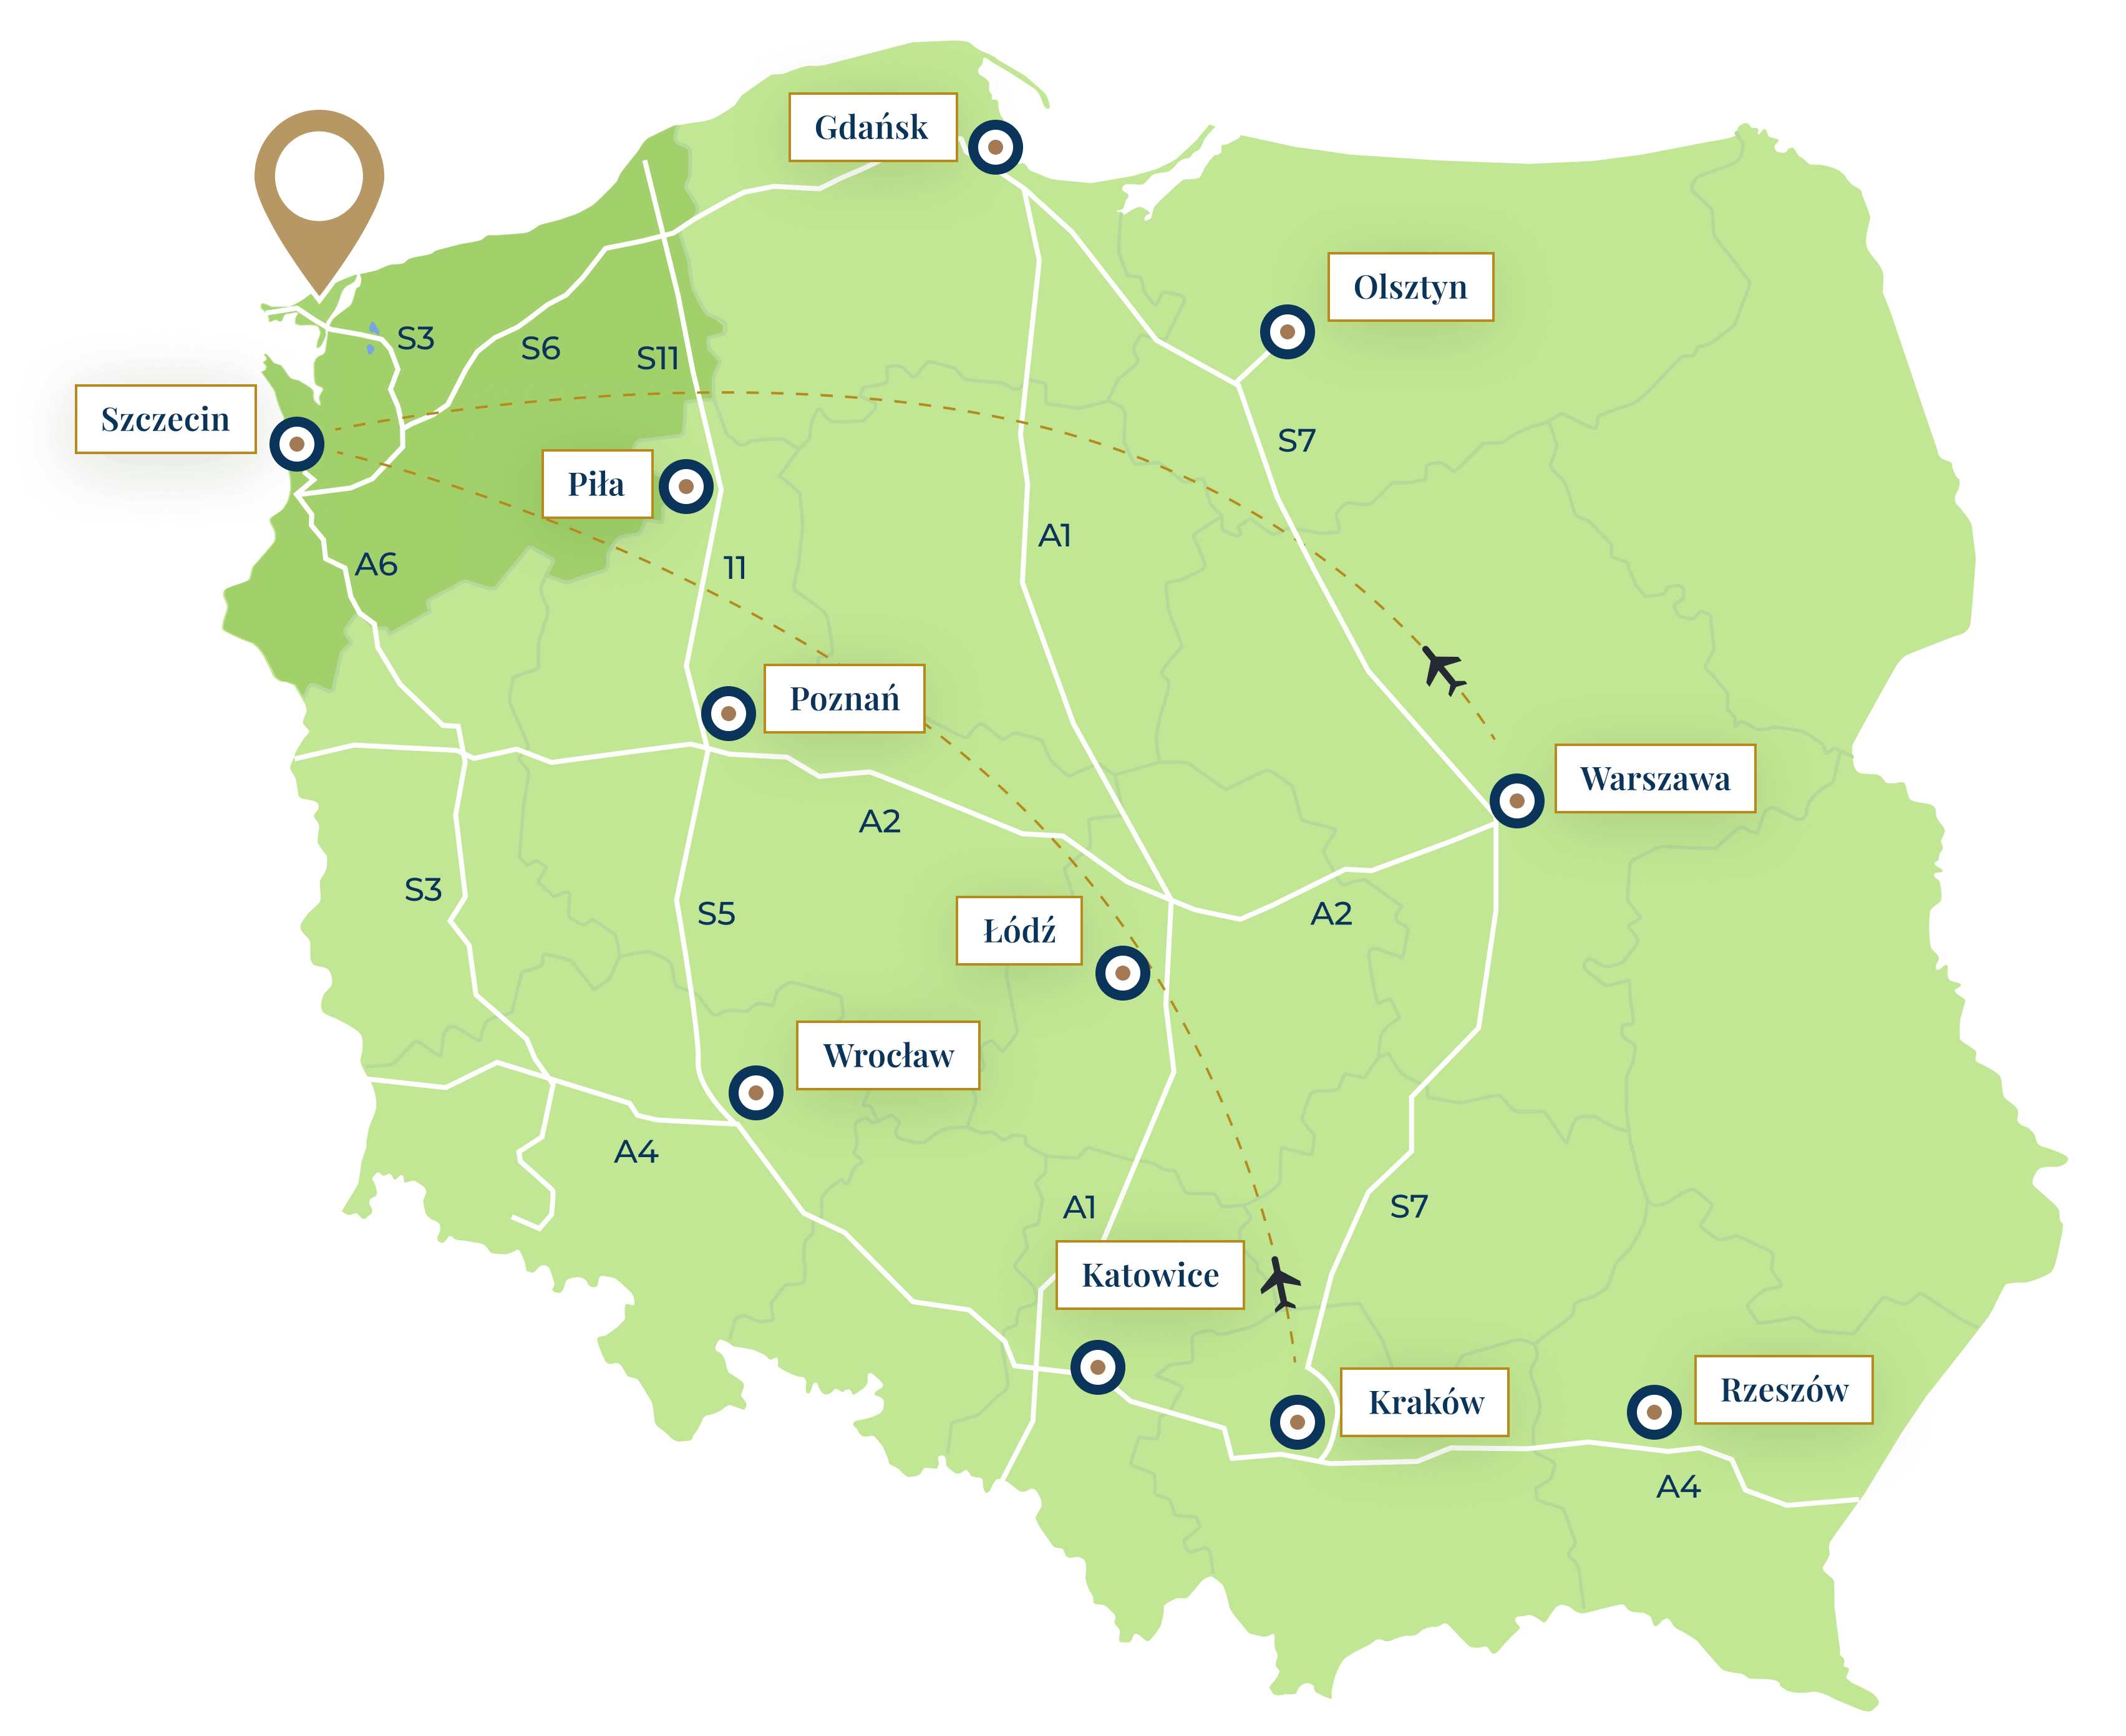 Gdańsk
Olsztyn
S3
S6
S11
Szczecin
S7
Piła
A1
A6
11
Poznań
Warszawa
A2
S3
S5
A2
Łódź
Wrocław
A4
A1
S7
Katowice
Kraków
Rzeszów
A4